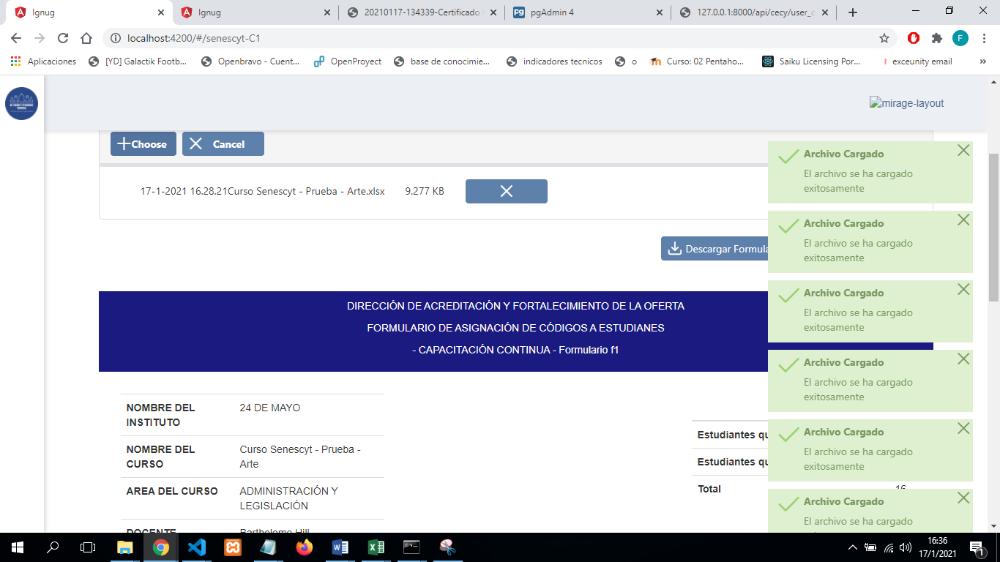 Ignug
Ignug
20210117-134339-Certificado
pgAdmin 4
127.0.0.1:8000/api/cecy/user_c
localhost:4200/#/senescyt-C1
F
Aplicaciones
[YD] Galactik Footb...
Openbravo - Cuent...
OpenProyect
base de conocimie...
indicadores tecnicos
o
Curso: 02 Pentaho...
Saiku Licensing Por...
exceunity email
»
mirage-layout
Choose
Cancel
17-1-2021 16.28.21Curso Senescyt - Prueba - Arte.xlsx
9.277 KB
Descargar Formula
DIRECCIÓN DE ACREDITACIÓN Y FORTALECIMIENTO DE LA OFERTA
FORMULARIO DE ASIGNACIÓN DE CÓDIGOS A ESTUDIANES
- CAPACITACIÓN CONTINUA - Formulario f1
NOMBRE DEL INSTITUTO
24 DE MAYO
NOMBRE DEL CURSO
Curso Senescyt - Prueba - Arte
AREA DEL CURSO
ADMINISTRACIÓN Y LEGISLACIÓN
DOCENTE
Bartholome Hill
Estudiantes qu
Estudiantes qu
Total
16
Archivo Cargado
El archivo se ha cargado
exitosamente
Archivo Cargado
El archivo se ha cargado
exitosamente
Archivo Cargado
El archivo se ha cargado
exitosamente
Archivo Cargado
El archivo se ha cargado
exitosamente
Archivo Cargado
El archivo se ha cargado
exitosamente
Archivo Cargado
El archivo se ha cargado
16:36
17/1/2021
1